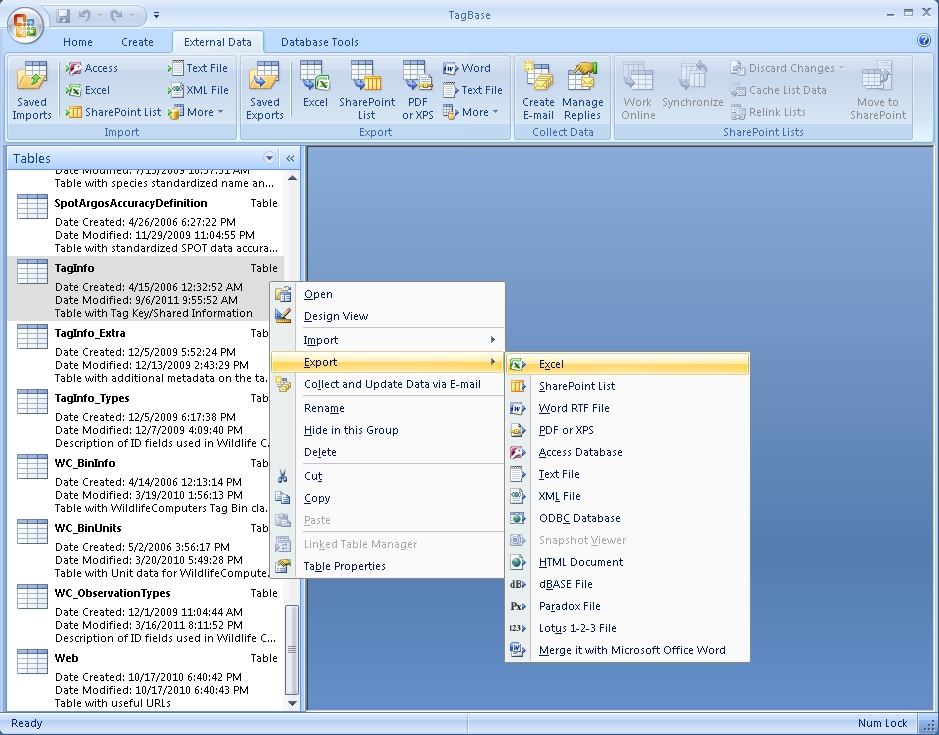 TagBase
Home Create External Data Database Tools
Saved Imports
Access
Excel
SharePoint List
Text File
XML File
More
Import
Saved Exports
Excel
SharePoint List
PDF or XPS
Word
Text File
More
Export
Create E-mail
Manage Replies
Collect Data
Work Online
Synchronize
Discard Changes
Cache List Data
Relink Lists
Move to SharePoint
SharePoint Lists
Tables
Date Modified: 7/15/2009 10:57:51 AM
Table with species standardized name an...
SpotArgosAccuracyDefinition Table
Date Created: 4/26/2006 6:27:22 PM
Date Modified: 11/29/2009 11:04:55 PM
Table with standardized SPOT data accura...
TagInfo Table
Date Created: 4/15/2006 12:32:52 AM
Date Modified: 9/6/2011 9:55:52 AM
Table with Tag Key/Shared Information
TagInfo_Extra Tab
Date Created: 12/5/2009 5:52:24 PM
Date Modified: 12/13/2009 2:43:29 PM
Table with additional metadata on the ta.
TagInfo_Types Tab
Date Created: 12/5/2009 6:17:38 PM
Date Modified: 12/7/2009 4:09:40 PM
Description of ID fields used in Wildlife C.
WC_BinInfo Tab
Date Created: 4/14/2006 12:13:14 PM
Date Modified: 3/19/2010 1:56:13 PM
Table with WildlifeComputers Tag Bin cla.
WC_BinUnits Tab
Date Created: 5/2/2006 3:56:17 PM
Date Modified: 3/20/2010 5:49:28 PM
Table with Unit data for WildlifeCompute.
WC_ObservationTypes Table
Date Created: 12/1/2009 11:04:44 AM
Date Modified: 3/16/2011 8:11:52 PM
Description of ID fields used in Wildlife C...
Web Table
Date Created: 10/17/2010 6:40:42 PM
Date Modified: 10/17/2010 6:40:43 PM
Table with useful URLs
Open
Design View
Import
Export
Collect and Update Data via E-mail
Rename
Hide in this Group
Delete
Cut
Copy
Paste
Linked Table Manager
Table Properties
Excel
SharePoint List
Word RTF File
PDF or XPS
Access Database
Text File
XML File
ODBC Database
Snapshot Viewer
HTML Document
dB dBASE File
Px Paradox File
123 Lotus 1-2-3 File
Merge it with Microsoft Office Word
Ready Num Lock